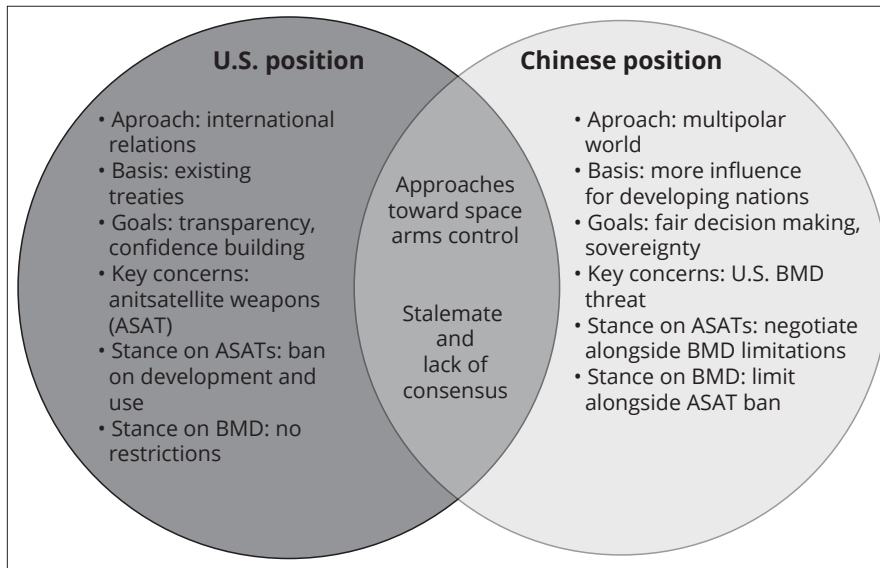 U.S. position
• Aproach: international
relations
• Basis: existing
treaties
• Goals: transparency,
confidence building
• Key concerns:
anitsatellite weapons
(ASAT)
• Stance on ASATs: ban
on development and
use
• Stance on BMD: no
restrictions
Approaches
toward space
arms control
Stalemate
and
lack of
consensus
Chinese position
• Aproach: multipolar
world
• Basis: more influence
for developing nations
• Goals: fair decision making,
sovereignty
• Key concerns: U.S. BMD
threat
• Stance on ASATs: negotiate
alongside BMD limitations
• Stance on BMD: limit
alongside ASAT ban